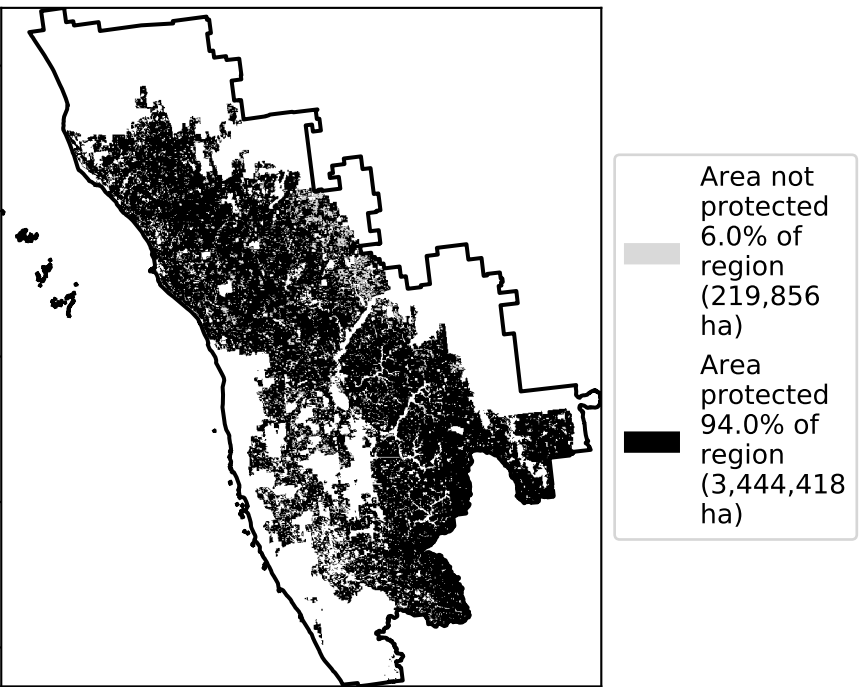 Area not
protected
6.0% of
region
(219,856
ha)
Area
protected
94.0% of
region
(3,444,418
ha)